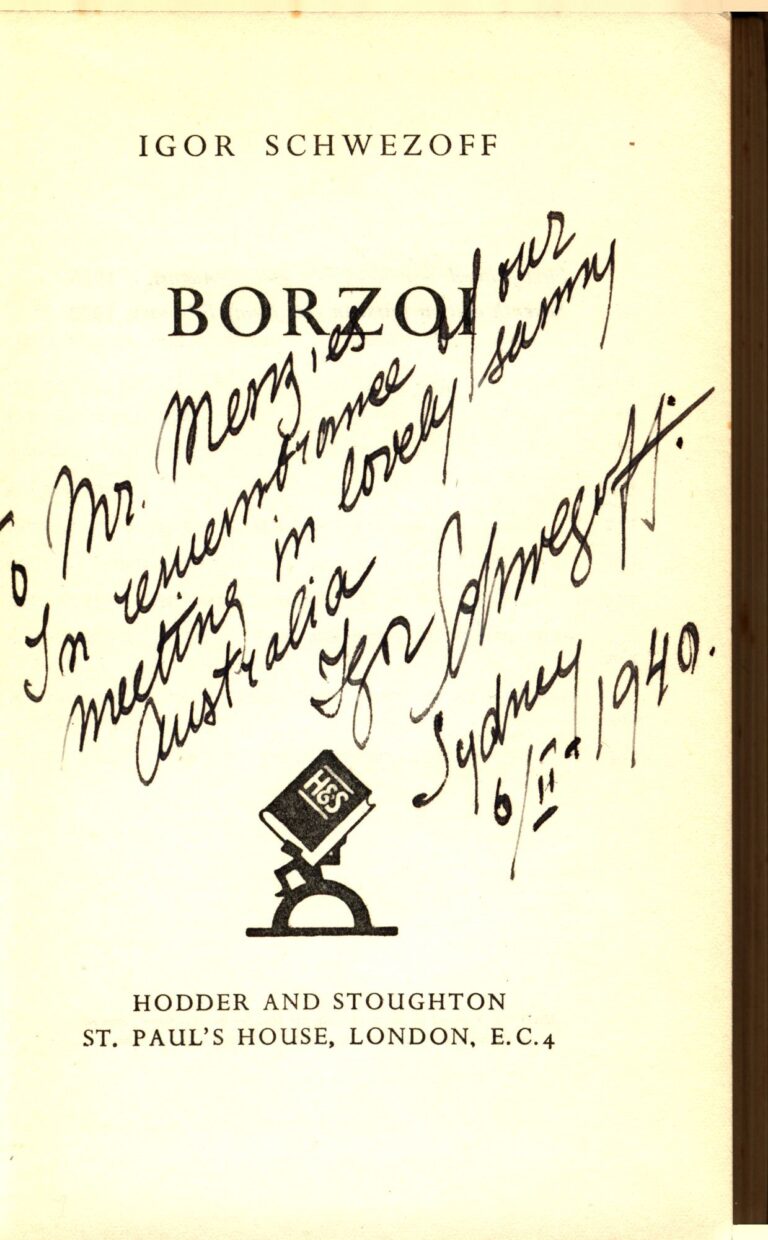 IGOR SCHWEZOFF
BORZOI
To Mr. Menzies
In remembrance of our
meeting in lovely sunny
Australia
Igor Schwezoff.
Sydney
6/II-1940.
H&S
HODDER AND STOUGHTON
ST. PAUL'S HOUSE, LONDON, E.C.4